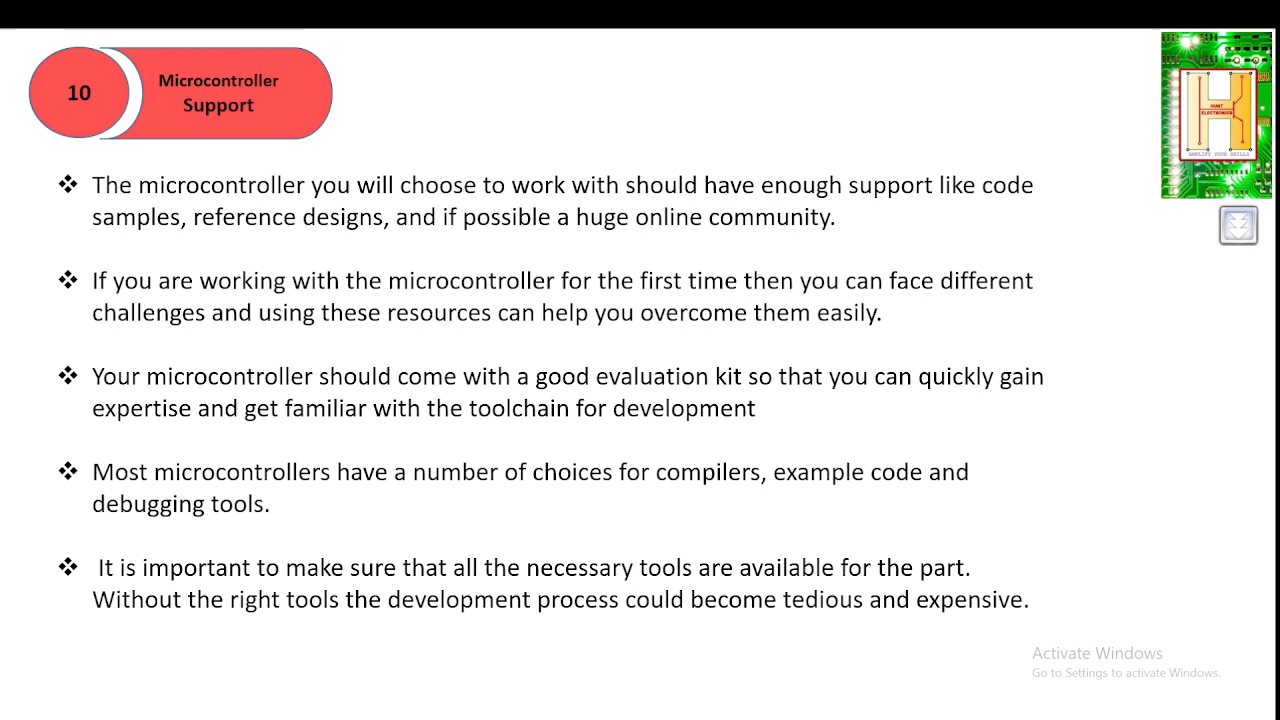 10
Microcontroller
Support
HUNT
ELECTRONICS
AMPLIFY YOUR SKILLS
❖ The microcontroller you will choose to work with should have enough support like code
samples, reference designs, and if possible a huge online community.
❖ If you are working with the microcontroller for the first time then you can face different
challenges and using these resources can help you overcome them easily.
❖ Your microcontroller should come with a good evaluation kit so that you can quickly gain
expertise and get familiar with the toolchain for development
❖ Most microcontrollers have a number of choices for compilers, example code and
debugging tools.
❖ It is important to make sure that all the necessary tools are available for the part.
Without the right tools the development process could become tedious and expensive.
Activate Windows
Go to Settings to activate Windows.